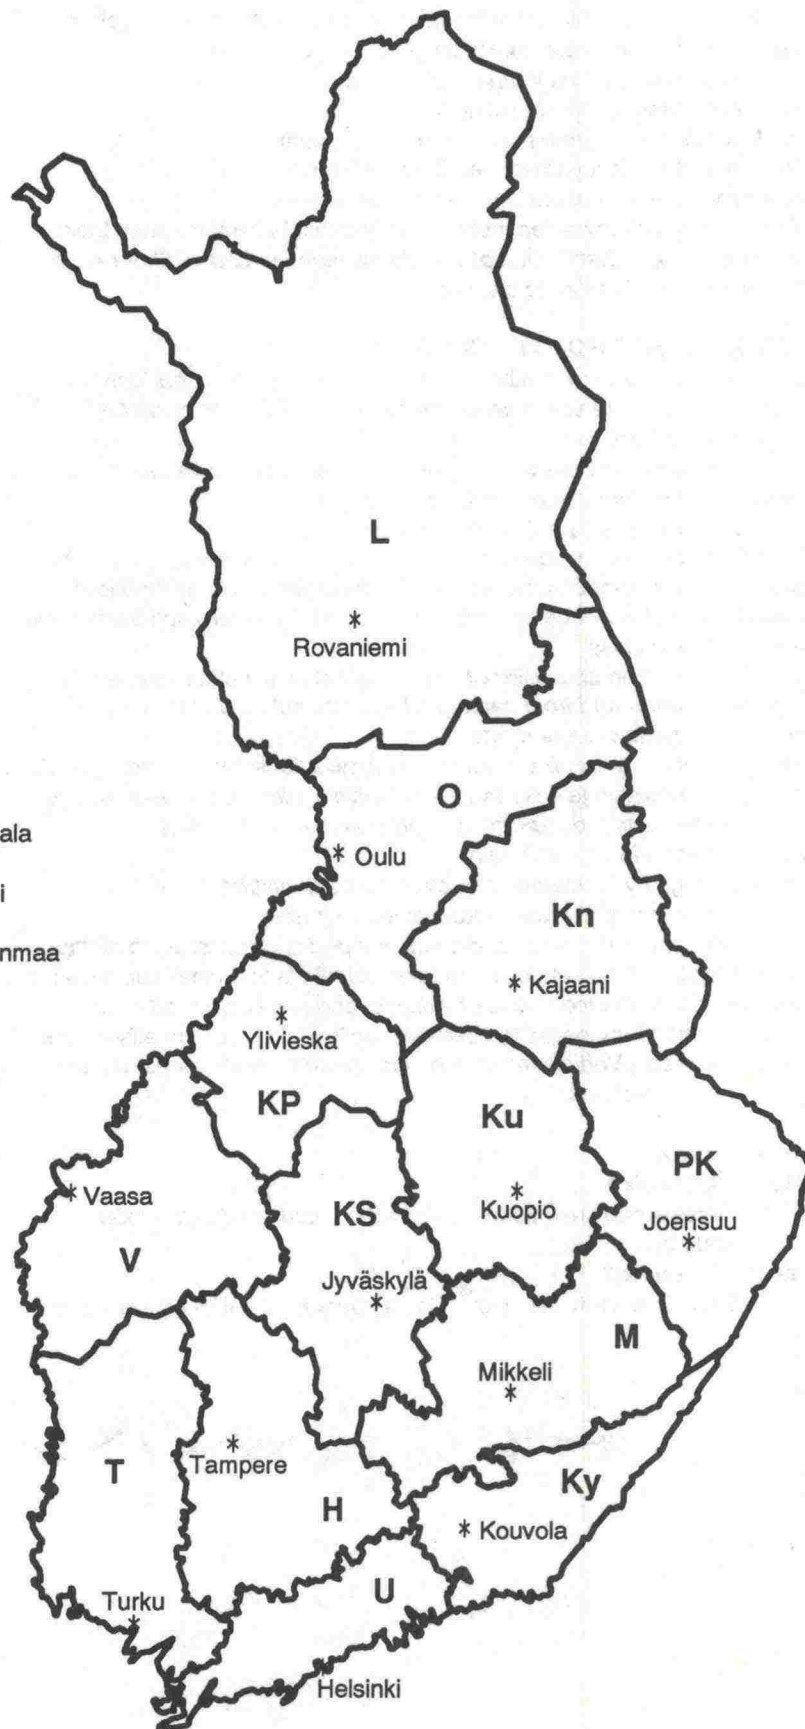 L
Rovaniemi
O
Oulu
ala
i
nmaa
Kn
Kajaani
Ylivieska
KP
Ku
PK
Vaasa
KS
Kuopio
Joensuu
V
Jyväskylä
M
Mikkeli
T
Tampere
Ky
H
Kouvola
U
Turku
Helsinki